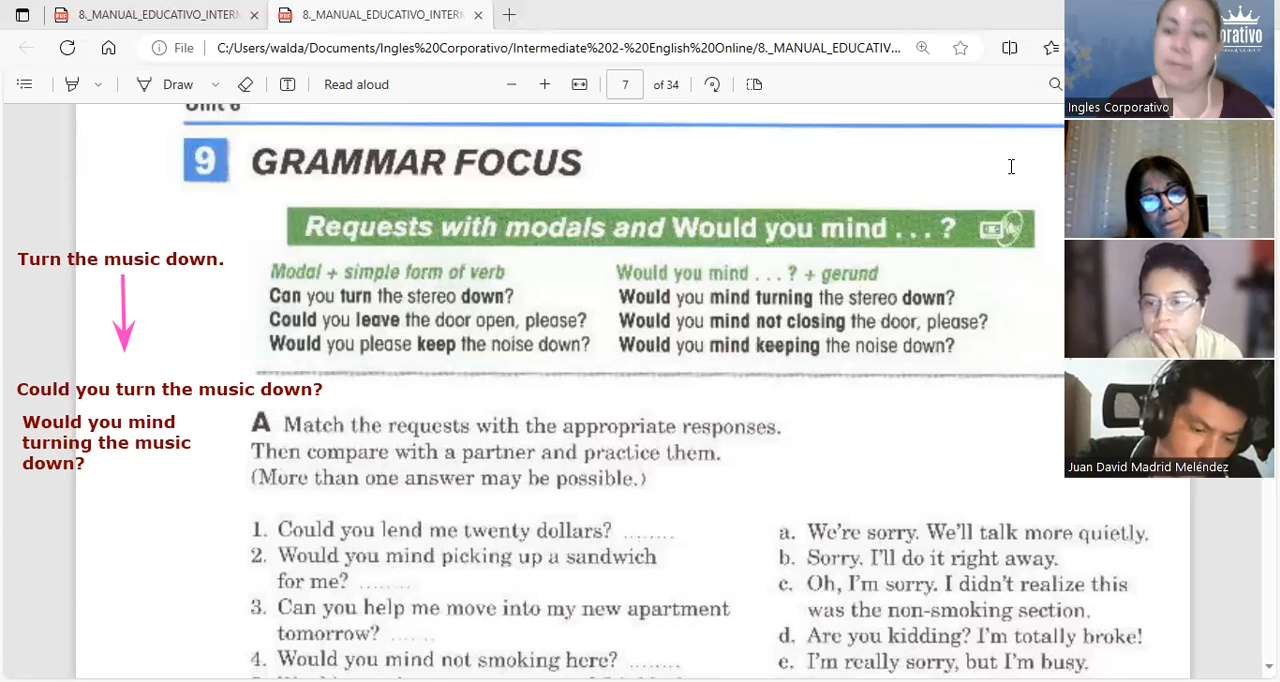 8._MANUAL_EDUCATIVO_INTERM
8._MANUAL_EDUCATIVO_INTERM
File
C:/Users/walda/Documents/Ingles%20Corporativo/Intermediate%202-%20English%20Online/8._MANUAL_EDUCATIV...
Draw
Read aloud
7
of 34
Unit 6
9 GRAMMAR FOCUS
Requests with modals and Would you mind . . . ?
Modal + simple form of verb
Can you turn the stereo down?
Could you leave the door open, please?
Would you please keep the noise down?
Would you mind . . . ? + gerund
Would you mind turning the stereo down?
Would you mind not closing the door, please?
Would you mind keeping the noise down?
Turn the music down.
Could you turn the music down?
Would you mind
turning the music
down?
A Match the requests with the appropriate responses.
Then compare with a partner and practice them.
(More than one answer may be possible.)
1. Could you lend me twenty dollars? ........
2. Would you mind picking up a sandwich
for me? ........
3. Can you help me move into my new apartment
tomorrow? ......
4. Would you mind not smoking here? ........
a. We're sorry. We'll talk more quietly.
b. Sorry. I'll do it right away.
c. Oh, I'm sorry. I didn't realize this
was the non-smoking section.
d. Are you kidding? I'm totally broke!
e. I'm really sorry, but I'm busy.
orativo
Ingles Corporativo
Juan David Madrid Meléndez